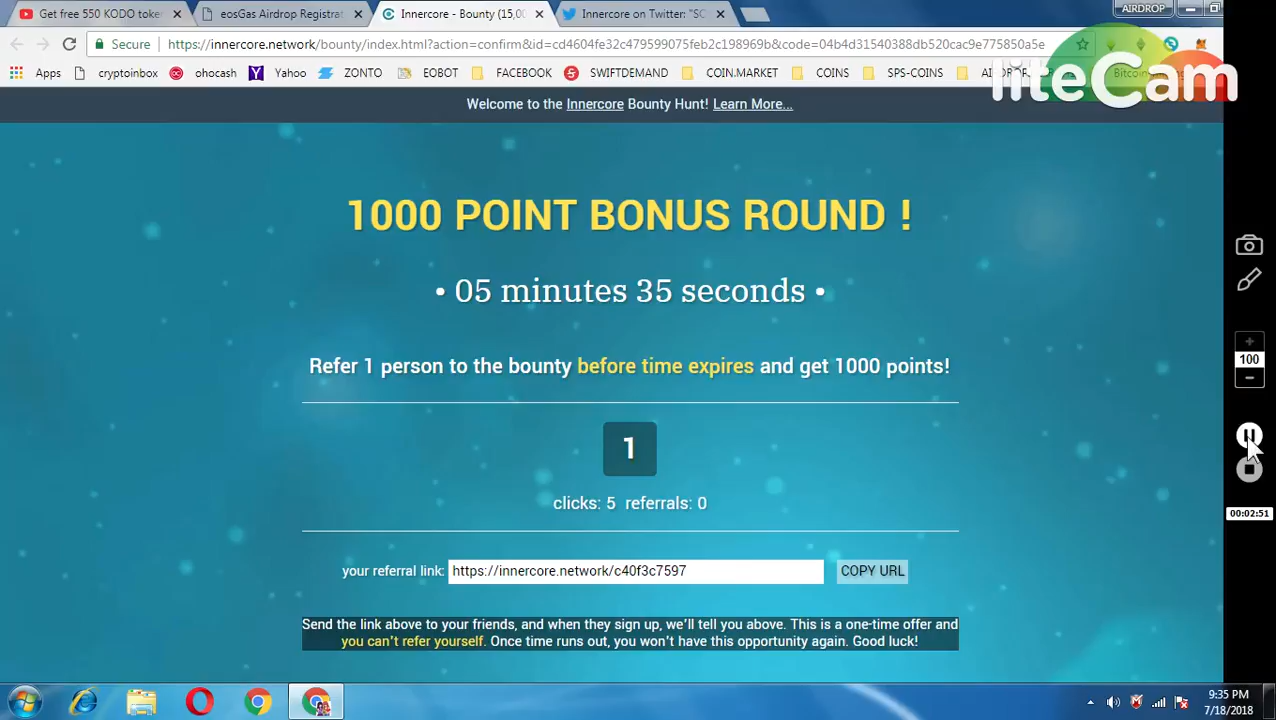 Get free 550 KODO token
eosGas Airdrop Registrat
Innercore - Bounty (15,00
Innercore on Twitter: "SO
AIRDROP
Secure
https://innercore.network/bounty/index.html?action=confirm&id=cd4604fe32c479599075feb2c198969b&code=04b4d31540388db520cac9e775850a5e
Apps
cryptoinbox
ohocash
Yahoo
ZONTO
EOBOT
FACEBOOK
SWIFTDEMAND
COIN.MARKET
COINS
SPS-COINS
liteCam
Welcome to the Innercore Bounty Hunt! Learn More...
1000 POINT BONUS ROUND !
• 05 minutes 35 seconds •
Refer 1 person to the bounty before time expires and get 1000 points!
1
clicks: 5 referrals: 0
your referral link: https://innercore.network/c40f3c7597 COPY URL
Send the link above to your friends, and when they sign up, we'll tell you above. This is a one-time offer and
you can't refer yourself. Once time runs out, you won't have this opportunity again. Good luck!
100
00:02:51
9:35 PM
7/18/2018